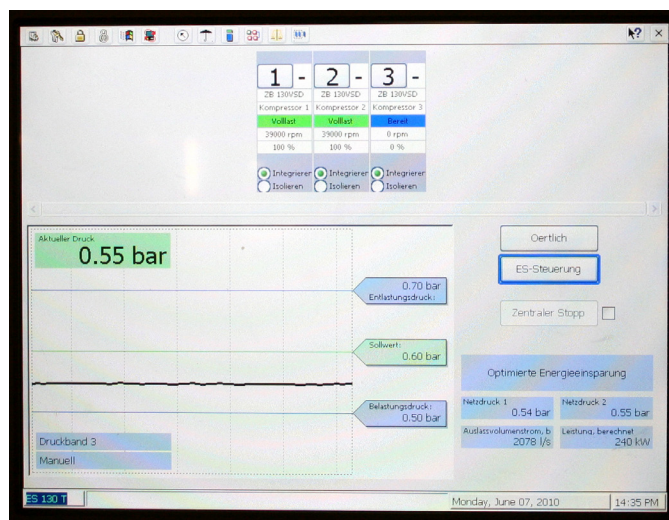 1 - 2 - 3 -
ZB 130VSD ZB 130VSD ZB 130VSD
Kompressor 1 Kompressor 2 Kompressor 3
Volllast Volllast Bereit
39000 rpm 39000 rpm 0 rpm
100 % 100 % 0 %
Integrierer Integrierer Integrierer
Isolieren Isolieren Isolieren
Aktueller Druck
0.55 bar
0.70 bar
Entlastungsdruck:
Sollwert:
0.60 bar
Belastungsdruck:
0.50 bar
Druckband 3
Manuell
Oertlich
ES-Steuerung
Zentraler Stopp
Optimierte Energieeinsparung
Netzdruck 1 Netzdruck 2
0.54 bar 0.55 bar
Auslassvolumenstrom, b Leistung, berechnet
2078 l/s 240 kW
ES 130 T
Monday, June 07, 2010 14:35 PM